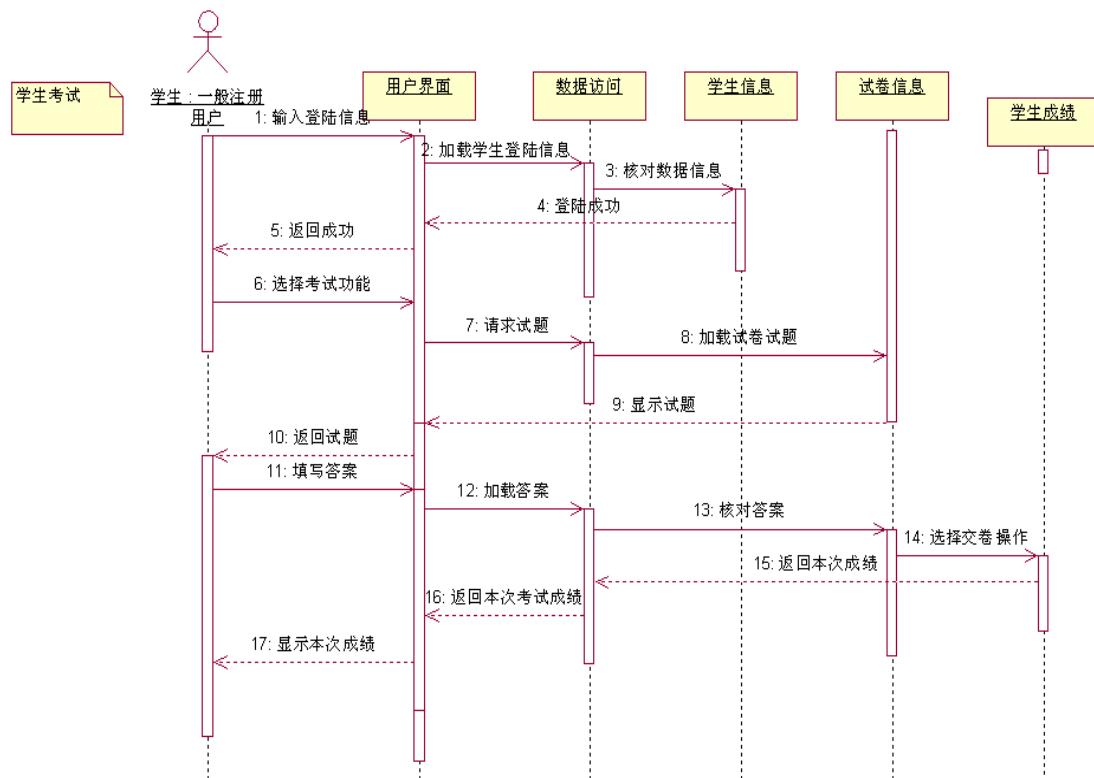 学生考试
学生 : 一般注册
用户
用户界面
数据访问
学生信息
试卷信息
学生成绩
1: 输入登陆信息
2: 加载学生登陆信息
3: 核对数据信息
4: 登陆成功
5: 返回成功
6: 选择考试功能
7: 请求试题
8: 加载试卷试题
9: 显示试题
10: 返回试题
11: 填写答案
12: 加载答案
13: 核对答案
14: 选择交卷操作
15: 返回本次成绩
16: 返回本次考试成绩
17: 显示本次成绩